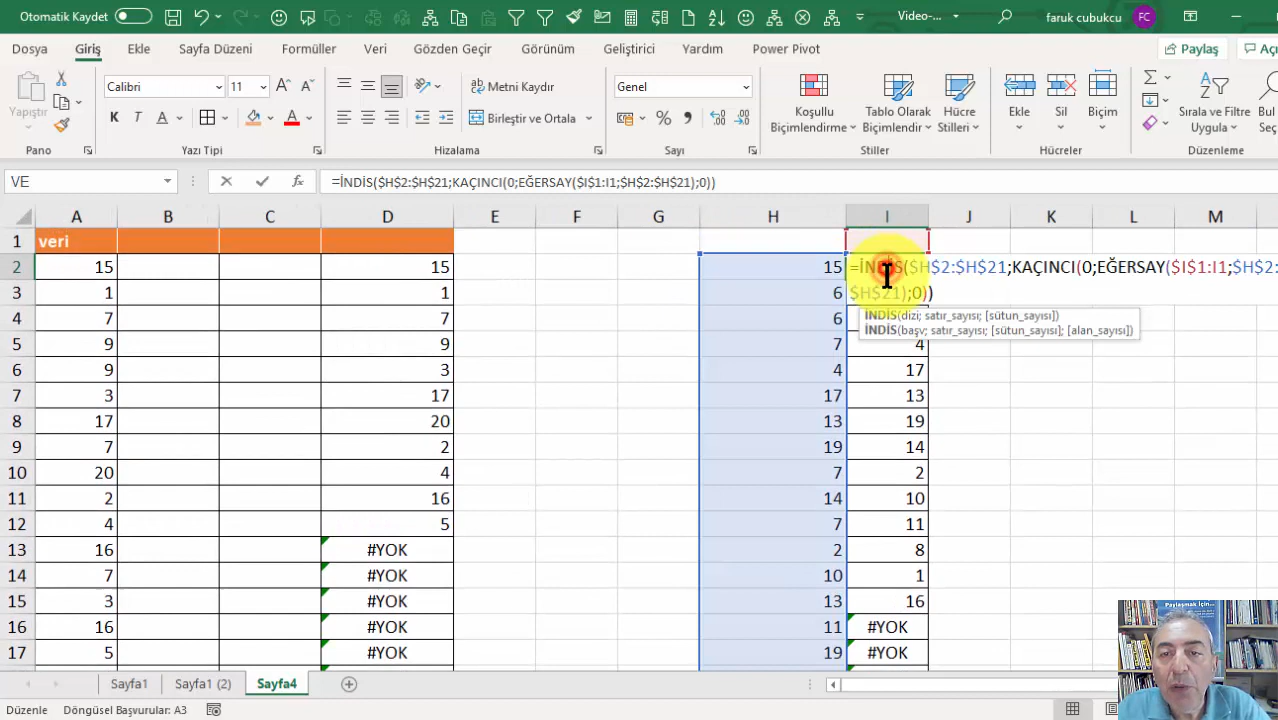 Otomatik Kaydet
Video-...
faruk cubukcu
FC
Dosya Giriş Ekle Sayfa Düzeni Formüller Veri Gözden Geçir Görünüm Geliştirici Yardım Power Pivot Paylaş
Yapıştır
Calibri 11
K T A A
Metni Kaydır
Birleştir ve Ortala
Genel
Koşullu Biçimlendirme
Tablo Olarak Biçimlendir
Hücre Stilleri
Ekle
Sil
Biçim
Sırala ve Filtre Uygula
Pano Yazı Tipi Hizalama Sayı Stiller Hücreler Düzenleme
VE
fx
=İNDİS($H$2:$H$21;KAÇINCI(0;EĞERSAY($I$1:I1;$H$2:$H$21);0))
A B C D E F G H I J K L M
1 veri
2 15 15 15 =İNDİS($H$2:$H$21;KAÇINCI(0;EĞERSAY($I$1:I1;$H$2:
3 1 1 6 $H$21);0))
4 7 7 6
İNDİS(dizi; satır_sayısı; [sütun_sayısı])
İNDİS(başv; satır_sayısı; [sütun_sayısı]; [alan_sayısı])
5 9 9 7 4
6 9 3 4 17
7 3 17 17 13
8 17 20 13 19
9 7 2 19 14
10 20 4 7 2
11 2 16 14 10
12 4 5 7 11
13 16 #YOK 2 8
14 7 #YOK 10 1
15 3 #YOK 13 16
16 16 #YOK 11 #YOK
17 5 #YOK 19 #YOK
Paylaşmak İçin...
Sayfa1 Sayfa1 (2) Sayfa4
Düzenle Döngüsel Başvurular: A3